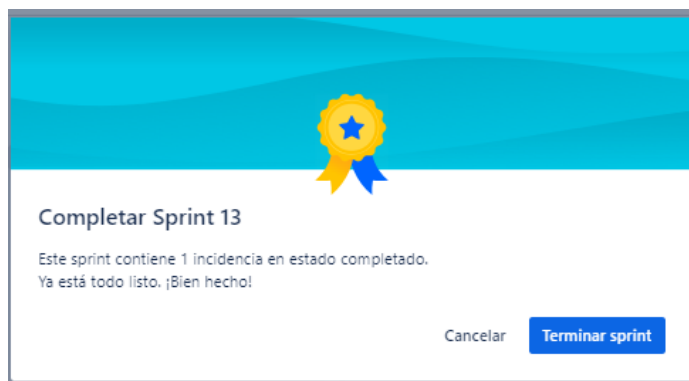 Completar Sprint 13
Este sprint contiene 1 incidencia en estado completado.
Ya está todo listo. ¡Bien hecho!
Cancelar
Terminar sprint